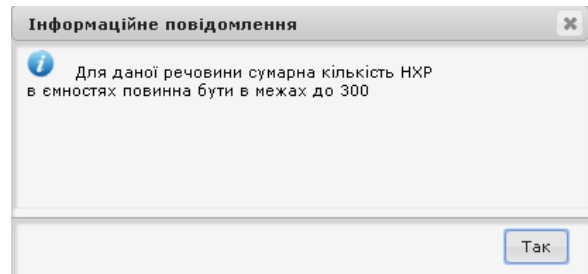 Інформаційне повідомлення
Для даної речовини сумарна кількість НХР
в ємностях повинна бути в межах до 300
Так